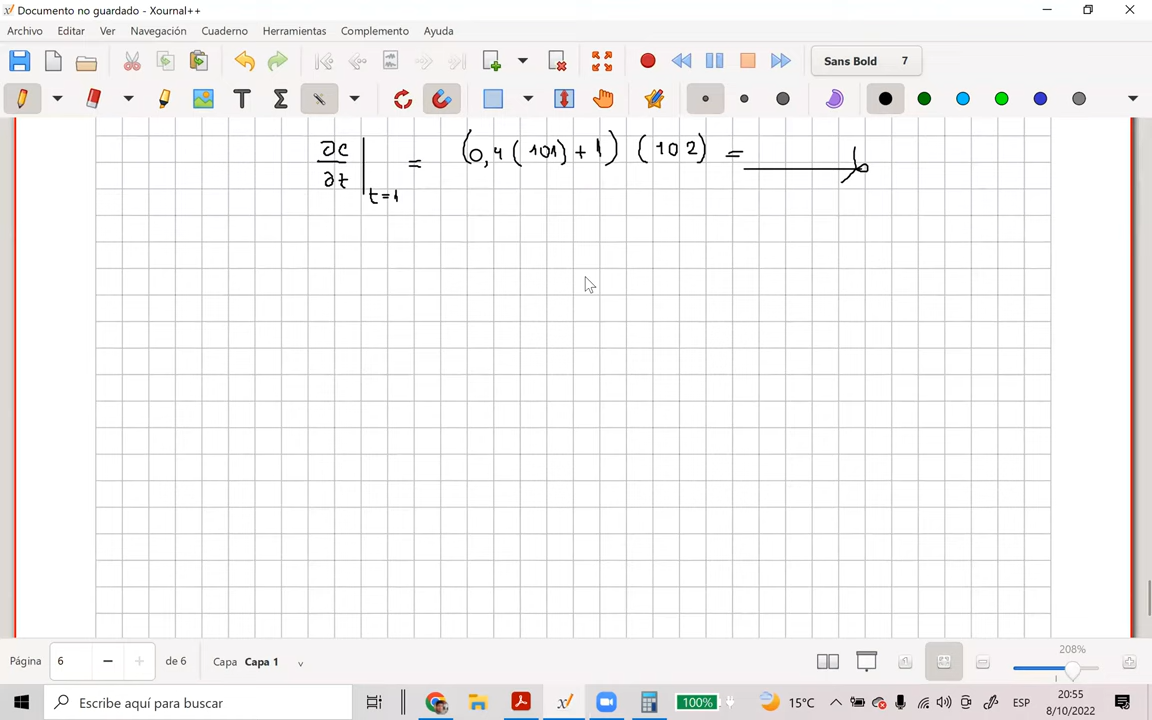 Documento no guardado - Xournal++
Archivo Editar Ver Navegación Cuaderno Herramientas Complemento Ayuda
Sans Bold 7
∂c/∂t |t=1 = (0,4(101)+1) (102) =
Página 6 de 6 Capa Capa 1 208%
Escribe aquí para buscar 100% 15°C ESP 20:55
8/10/2022